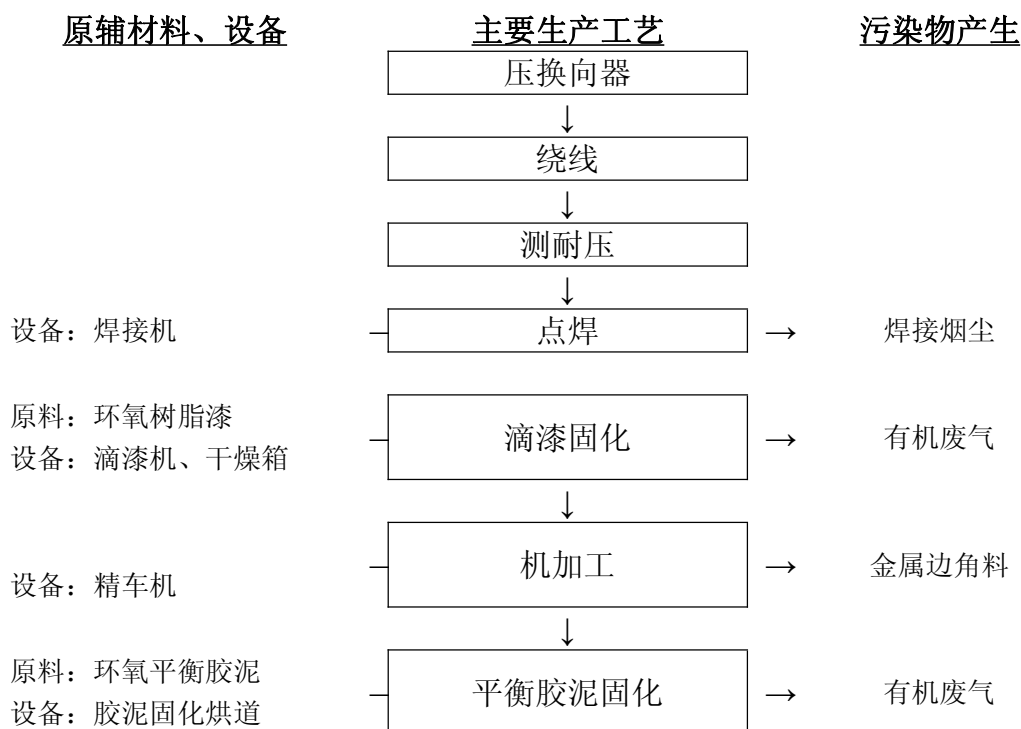 原辅材料、设备 主要生产工艺 污染物产生
压换向器
↓
绕线
↓
测耐压
↓
设备：焊接机 点焊 → 焊接烟尘
原料：环氧树脂漆
设备：滴漆机、干燥箱 滴漆固化 → 有机废气
↓
设备：精车机 机加工 → 金属边角料
↓
原料：环氧平衡胶泥
设备：胶泥固化烘道 平衡胶泥固化 → 有机废气